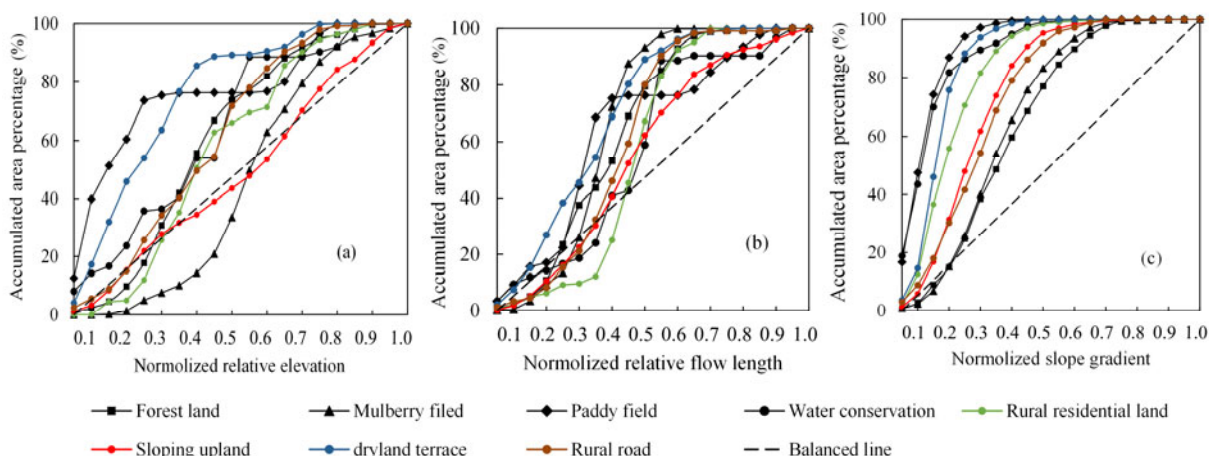 Accumulated area percentage (%)
100
80
60
40
20
0
(a)
0.1 0.2 0.3 0.4 0.5 0.6 0.7 0.8 0.9 1.0
Normolized relative elevation
Accumulated area percentage (%)
100
80
60
40
20
0
(b)
0.1 0.2 0.3 0.4 0.5 0.6 0.7 0.8 0.9 1.0
Normolized relative flow length
Accumulated area percentage (%)
100
80
60
40
20
0
(c)
0.1 0.2 0.3 0.4 0.5 0.6 0.7 0.8 0.9 1.0
Normolized slope gradient
Forest land Mulberry filed Paddy field Water conservation Rural residential land
Sloping upland dryland terrace Rural road Balanced line